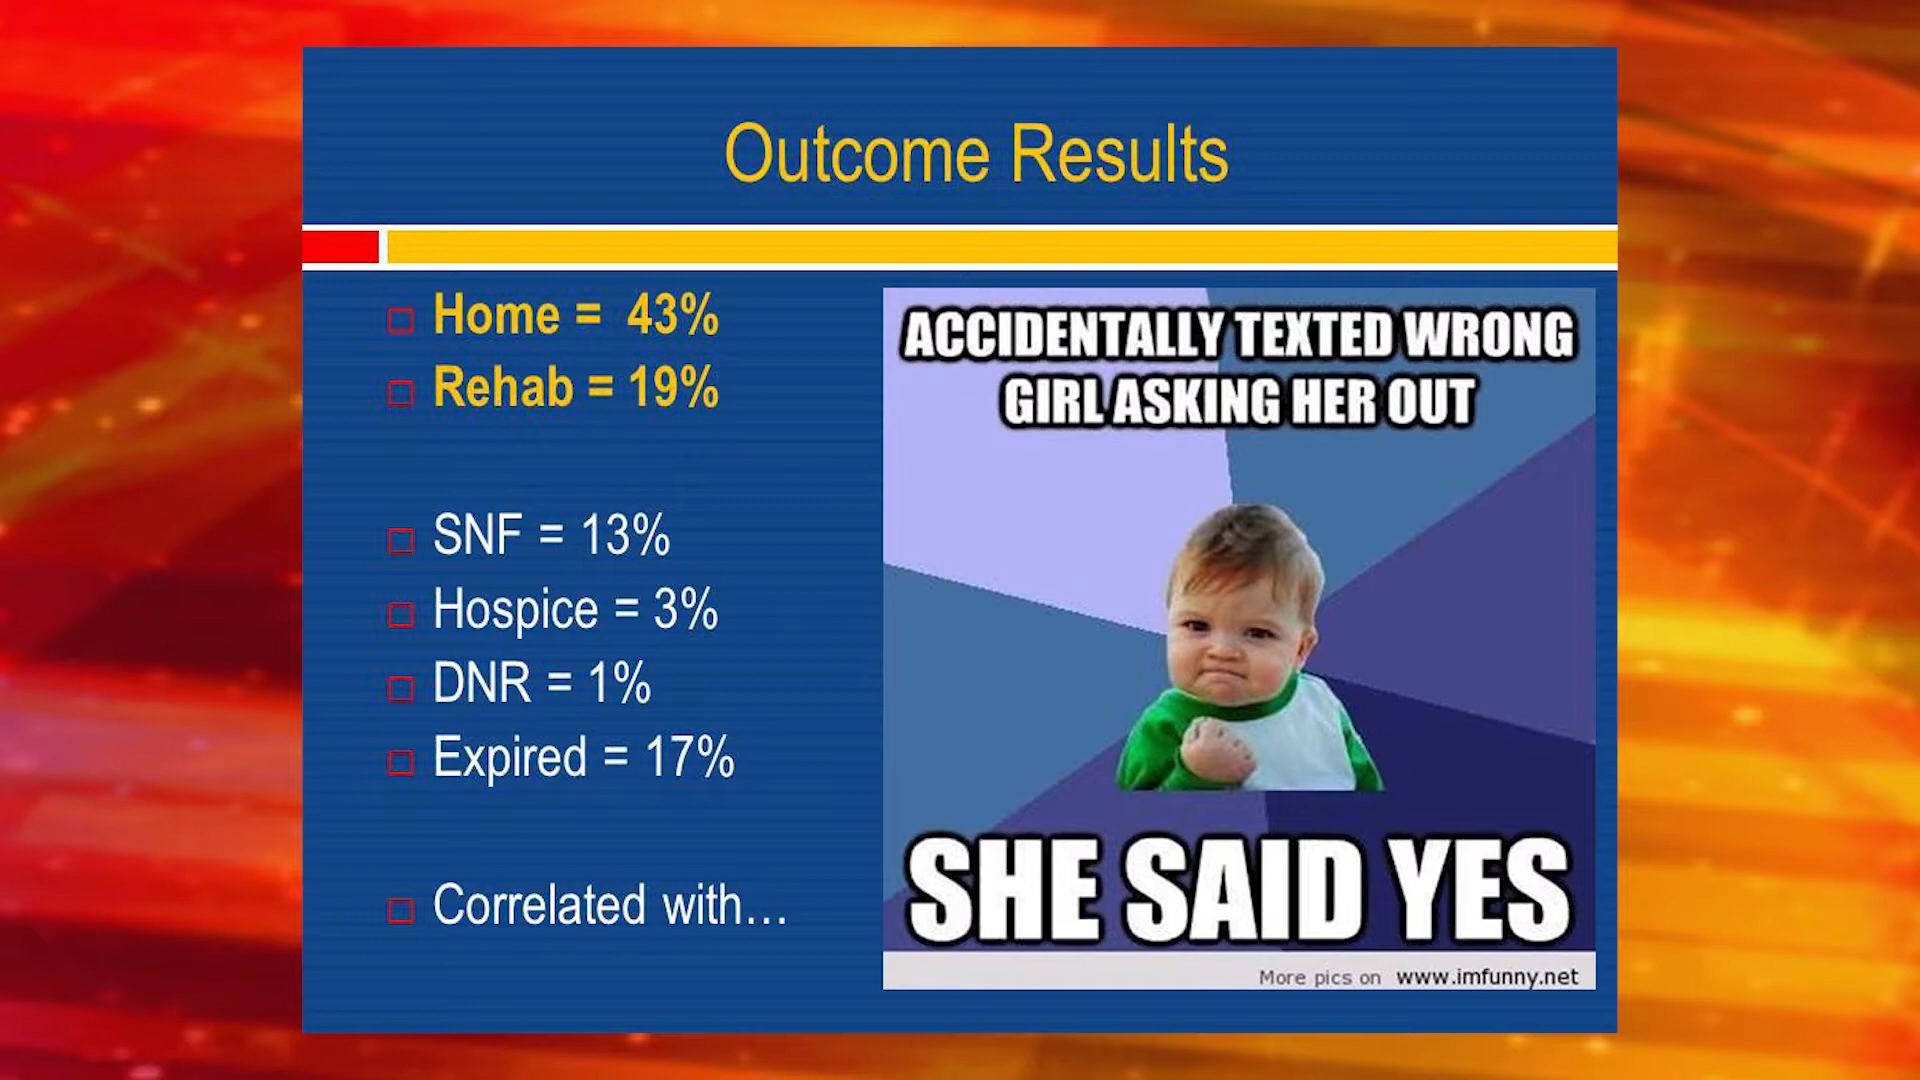 Outcome Results
Home = 43%
Rehab = 19%
SNF = 13%
Hospice = 3%
DNR = 1%
Expired = 17%
Correlated with…
ACCIDENTALLY TEXTED WRONG
GIRL ASKING HER OUT
SHE SAID YES
More pics on www.imfunny.net